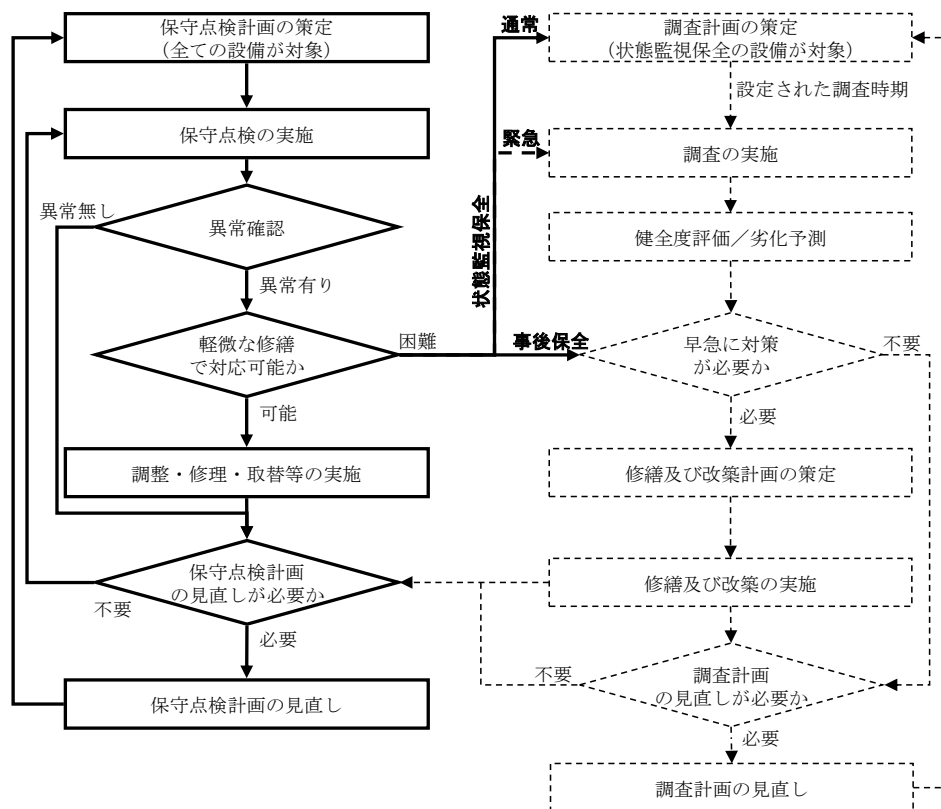 保守点検計画の策定
（全ての設備が対象）
保守点検の実施
異常確認
異常無し
異常有り
軽微な修繕
で対応可能か
困難
可能
調整・修理・取替等の実施
保守点検計画
の見直しが必要か
不要
必要
保守点検計画の見直し
通常
緊急
状態監視保全
事後保全
調査計画の策定
（状態監視保全の設備が対象）
設定された調査時期
調査の実施
健全度評価／劣化予測
早急に対策
が必要か
不要
必要
修繕及び改築計画の策定
修繕及び改築の実施
調査計画
の見直しが必要か
不要
必要
調査計画の見直し